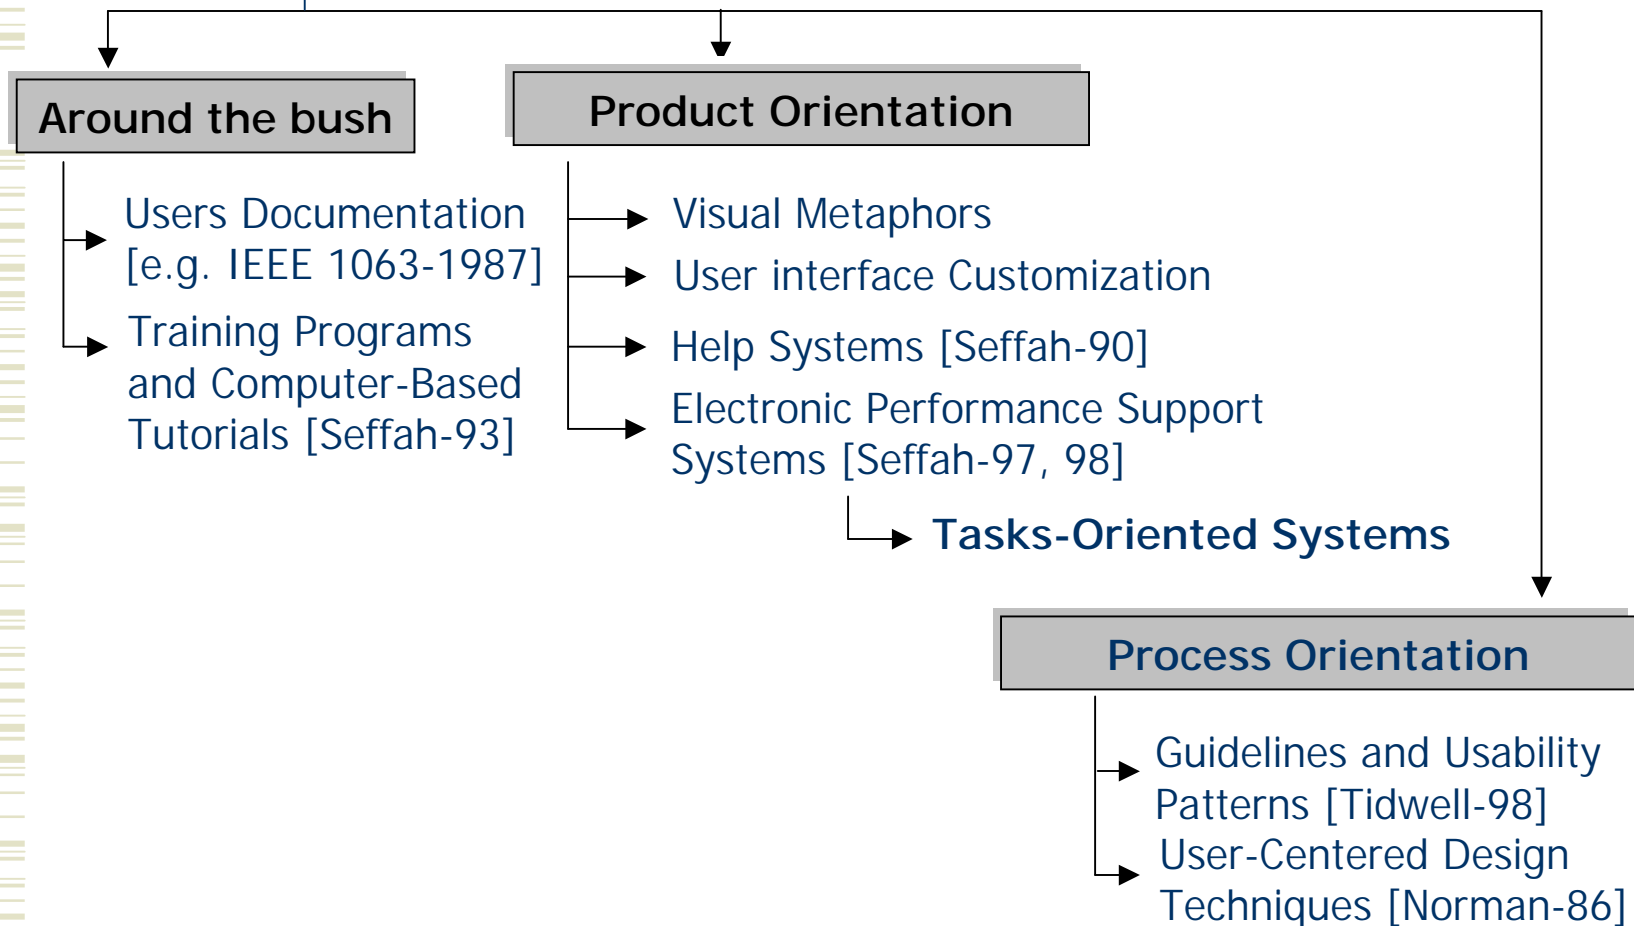 Around the bush
Users Documentation
[e.g. IEEE 1063-1987]
Training Programs
and Computer-Based
Tutorials [Seffah-93]
Product Orientation
Visual Metaphors
User interface Customization
Help Systems [Seffah-90]
Electronic Performance Support
Systems [Seffah-97, 98]
Tasks-Oriented Systems
Process Orientation
Guidelines and Usability
Patterns [Tidwell-98]
User-Centered Design
Techniques [Norman-86]